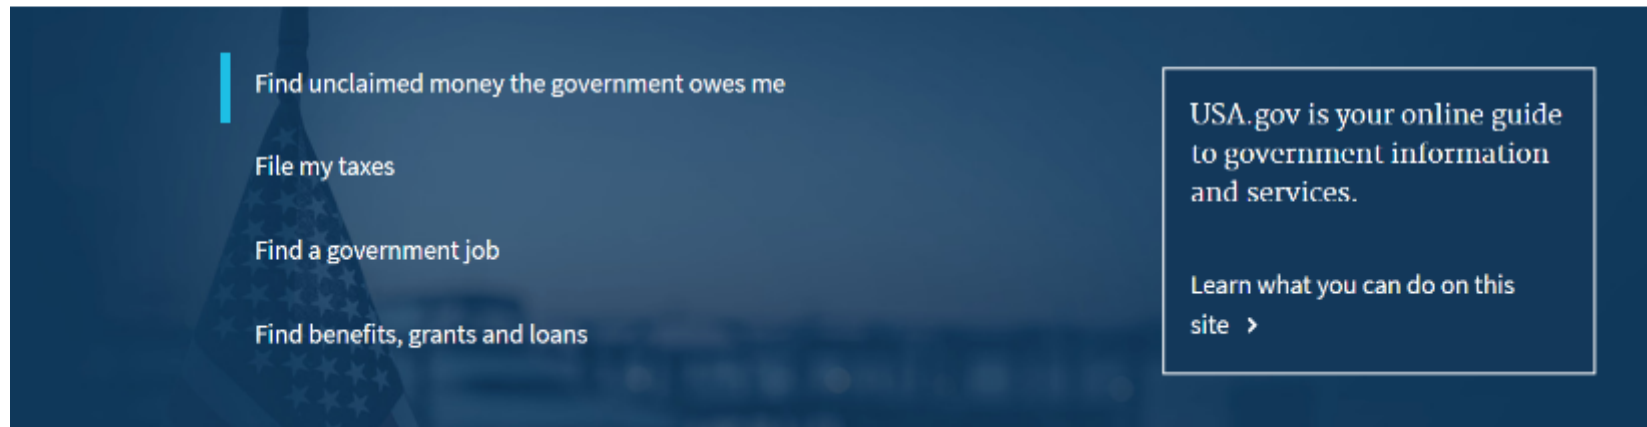 Find unclaimed money the government owes me
File my taxes
Find a government job
Find benefits, grants and loans
USA.gov is your online guide
to government information
and services.
Learn what you can do on this
site >